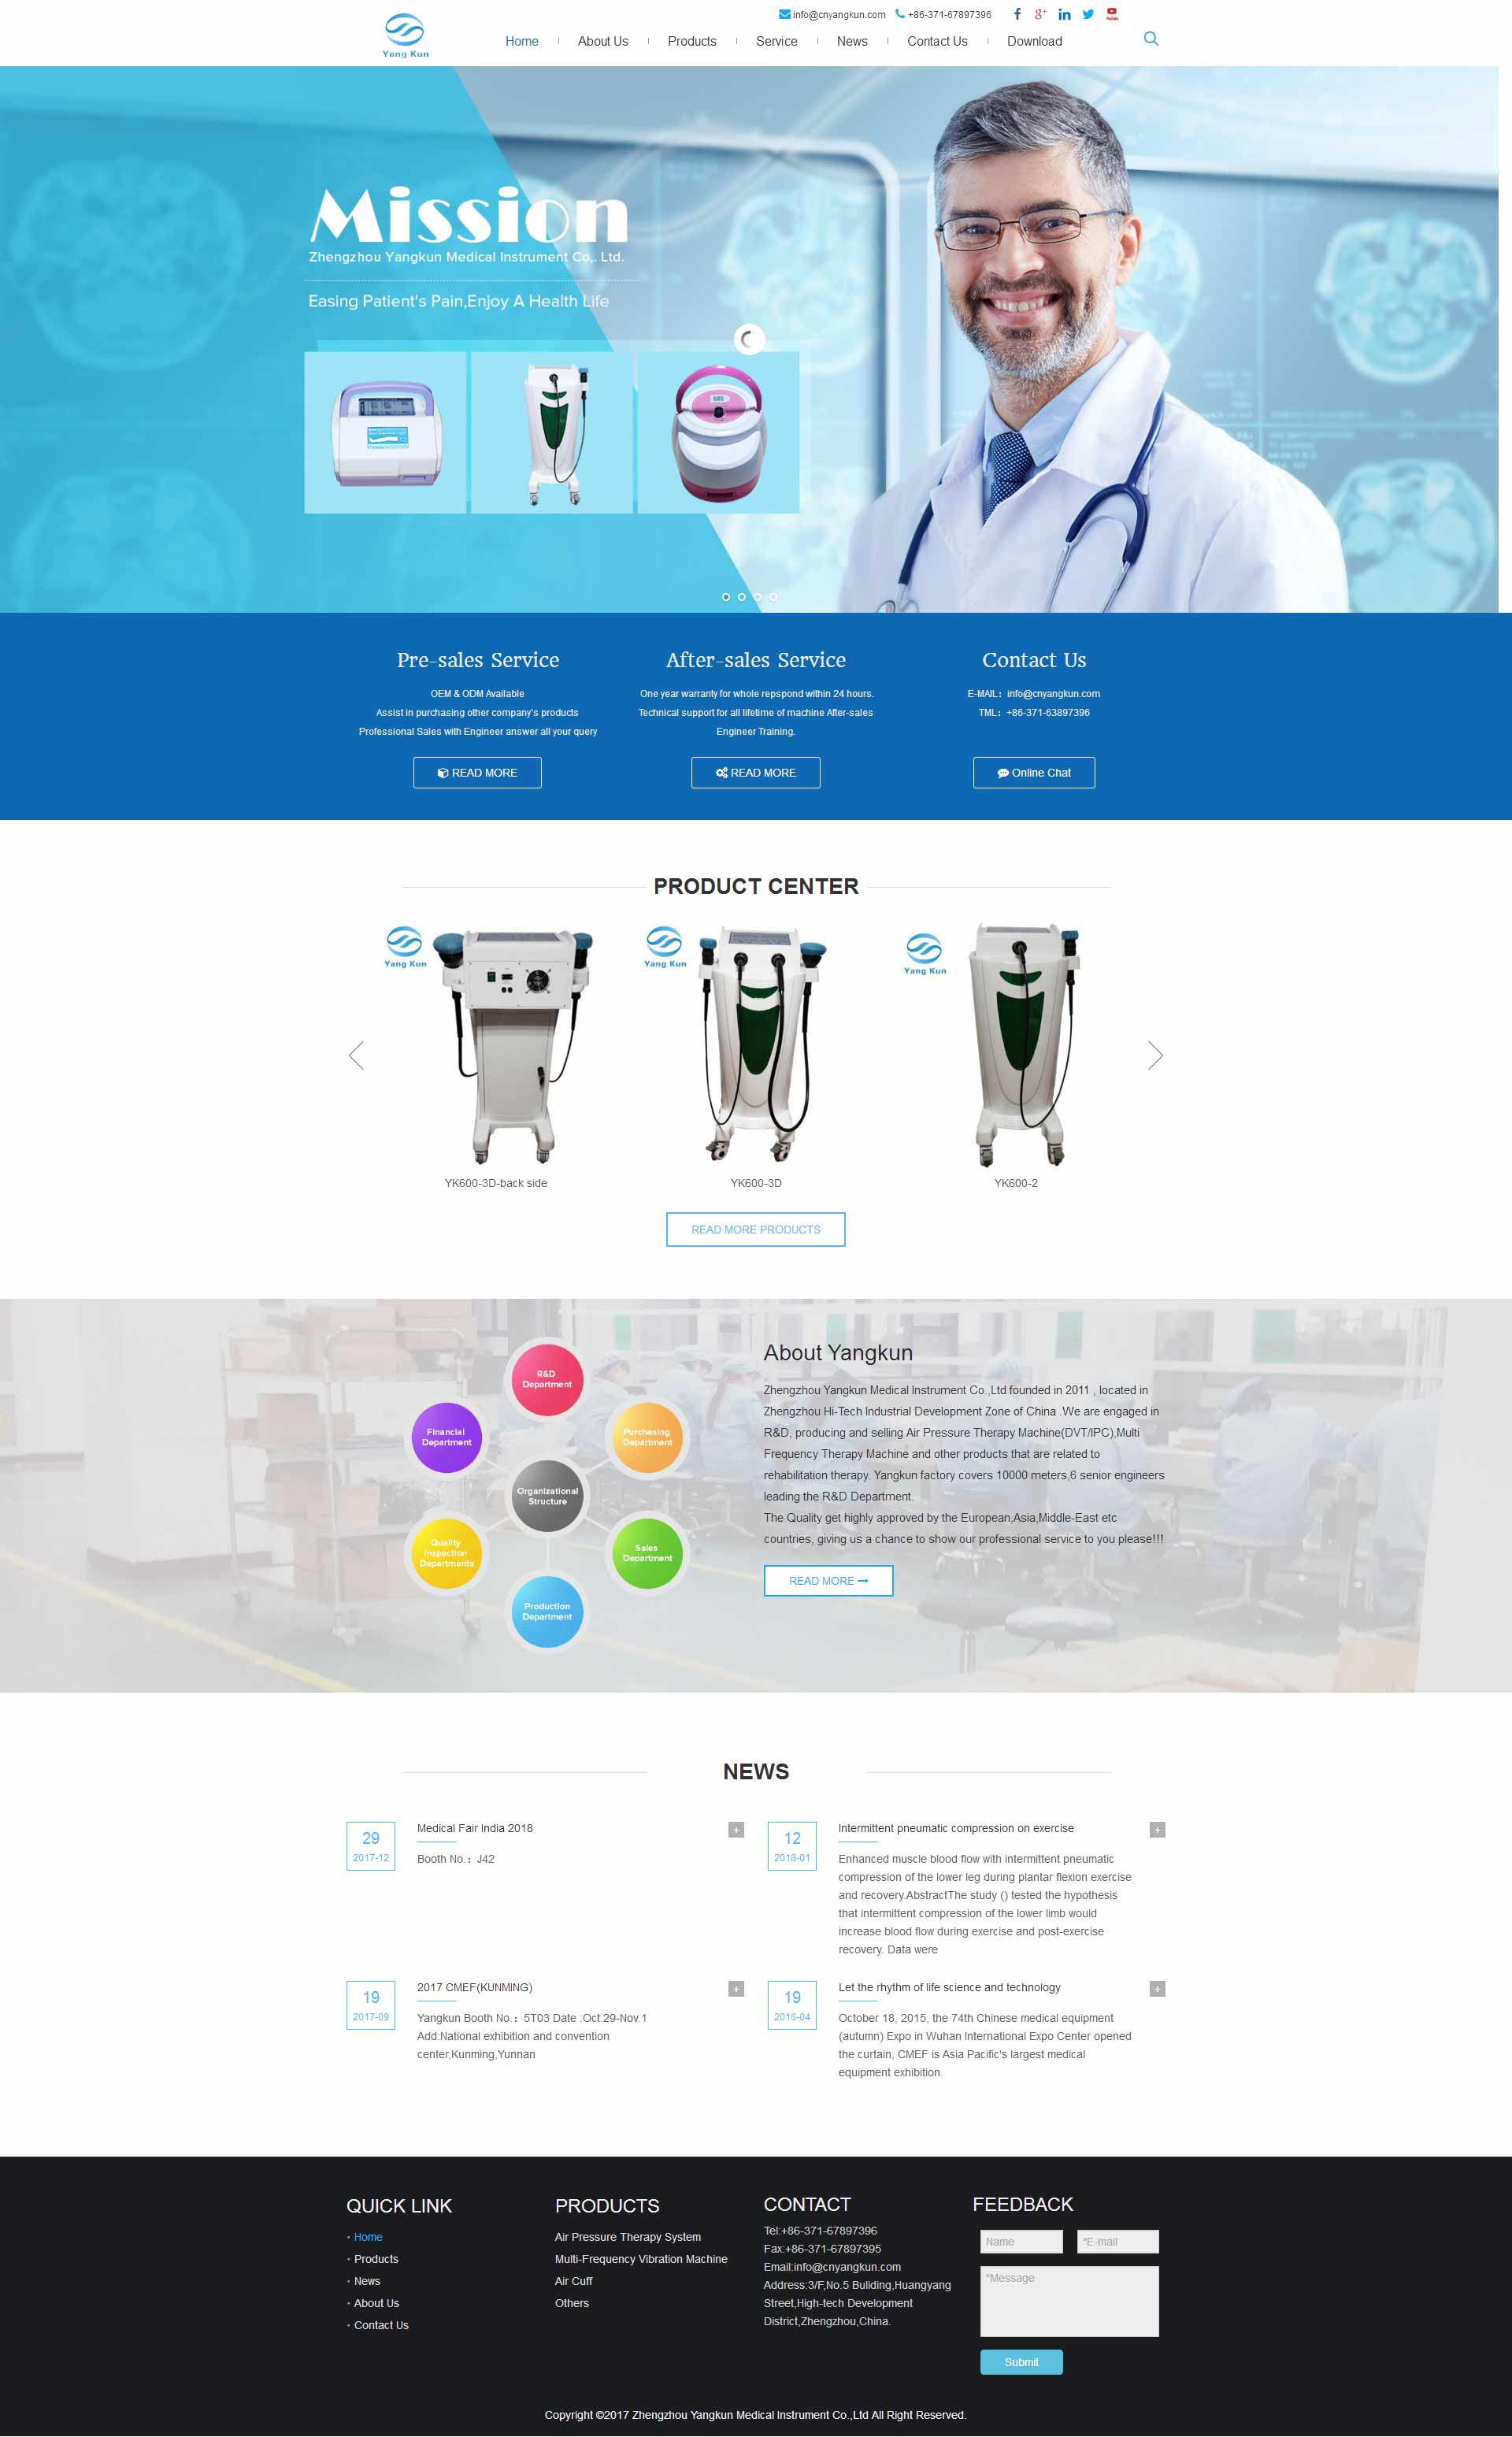 Yang Kun
info@cnyangkun.com +86-371-67897396
Home About Us Products Service News Contact Us Download
Mission
Zhengzhou Yangkun Medical Instrument Co,. Ltd.
Easing Patient's Pain,Enjoy A Health Life
Pre-sales Service
OEM & ODM Available
Assist in purchasing other company's products
Professional Sales with Engineer answer all your query
READ MORE
After-sales Service
One year warranty for whole repspond within 24 hours.
Technical support for all lifetime of machine After-sales
Engineer Training.
READ MORE
Contact Us
E-MAIL：info@cnyangkun.com
TML：+86-371-63897396
Online Chat
PRODUCT CENTER
Yang Kun
Yang Kun
Yang Kun
YK600-3D-back side
YK600-3D
YK600-2
READ MORE PRODUCTS
R&D
Department
Financial
Department
Purchasing
Department
Organizational
Structure
Quality
Inspection
Departments
Sales
Department
Production
Department
About Yangkun
Zhengzhou Yangkun Medical Instrument Co.,Ltd founded in 2011 , located in
Zhengzhou Hi-Tech Industrial Development Zone of China .We are engaged in
R&D, producing and selling Air Pressure Therapy Machine(DVT/IPC),Multi
Frequency Therapy Machine and other products that are related to
rehabilitation therapy. Yangkun factory covers 10000 meters,6 senior engineers
leading the R&D Department.
The Quality get highly approved by the European,Asia,Middle-East etc
countries, giving us a chance to show our professional service to you please!!!
READ MORE
NEWS
29
2017-12
Medical Fair India 2018
+
Booth No.：J42
12
2018-01
Intermittent pneumatic compression on exercise
+
Enhanced muscle blood flow with intermittent pneumatic
compression of the lower leg during plantar flexion exercise
and recovery.AbstractThe study () tested the hypothesis
that intermittent compression of the lower limb would
increase blood flow during exercise and post-exercise
recovery. Data were
19
2017-09
2017 CMEF(KUNMING)
+
Yangkun Booth No.：5T03 Date :Oct.29-Nov.1
Add:National exhibition and convention
center,Kunming,Yunnan
19
2016-04
Let the rhythm of life science and technology
+
October 18, 2015, the 74th Chinese medical equipment
(autumn) Expo in Wuhan International Expo Center opened
the curtain, CMEF is Asia Pacific's largest medical
equipment exhibition.
QUICK LINK
Home
Products
News
About Us
Contact Us
PRODUCTS
Air Pressure Therapy System
Multi-Frequency Vibration Machine
Air Cuff
Others
CONTACT
Tel:+86-371-67897396
Fax:+86-371-67897395
Email:info@cnyangkun.com
Address:3/F,No.5 Buliding,Huangyang
Street,High-tech Development
District,Zhengzhou,China.
FEEDBACK
Name *E-mail
*Message
Submit
Copyright ©2017 Zhengzhou Yangkun Medical Instrument Co.,Ltd All Right Reserved.